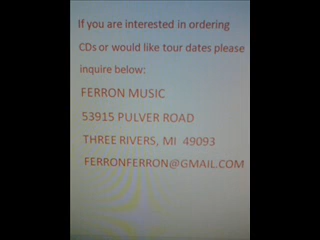 If you are interested in ordering
CDs or would like tour dates please
inquire below:
FERRON MUSIC
53915 PULVER ROAD
THREE RIVERS, MI 49093
FERRONFERRON@GMAIL.COM